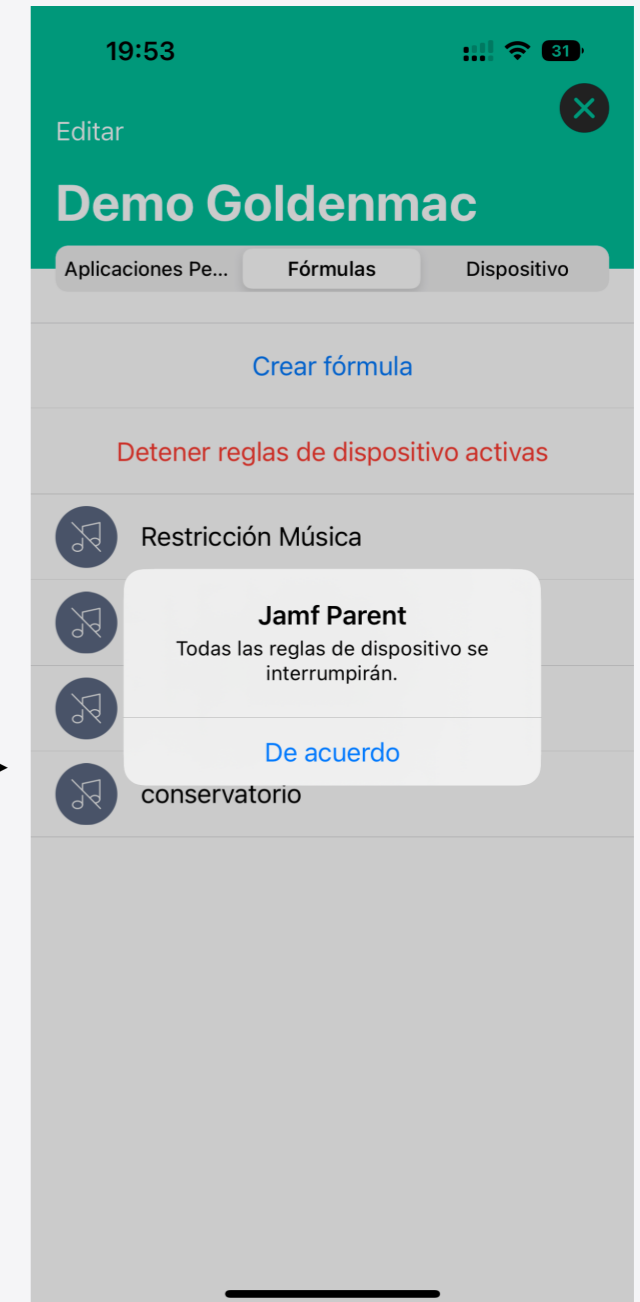 19:53
31
Editar
Demo Goldenmac
Aplicaciones Pe...
Fórmulas
Dispositivo
Crear fórmula
Detener reglas de dispositivo activas
Restricción Música
Jamf Parent
Todas las reglas de dispositivo se
interrumpirán.
De acuerdo
conservatorio